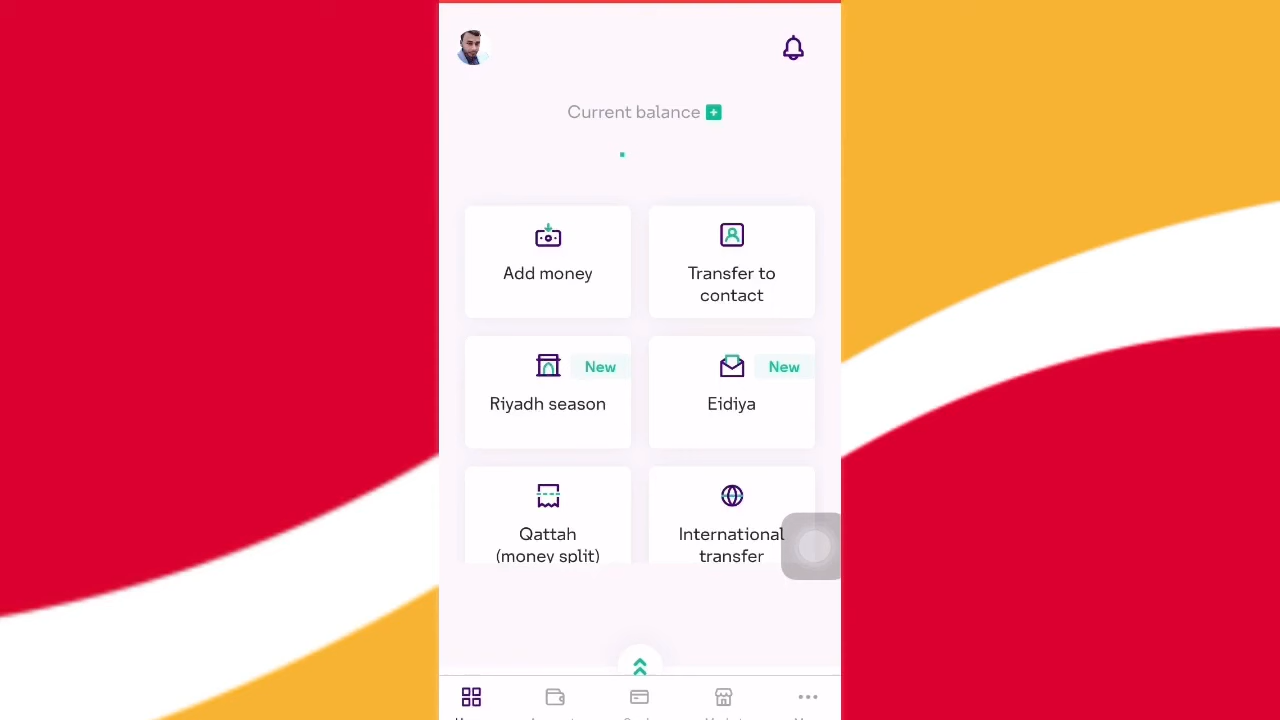 Current balance
Add money
Transfer to
contact
New
New
Riyadh season
Eidiya
Qattah
(money split)
International
transfer